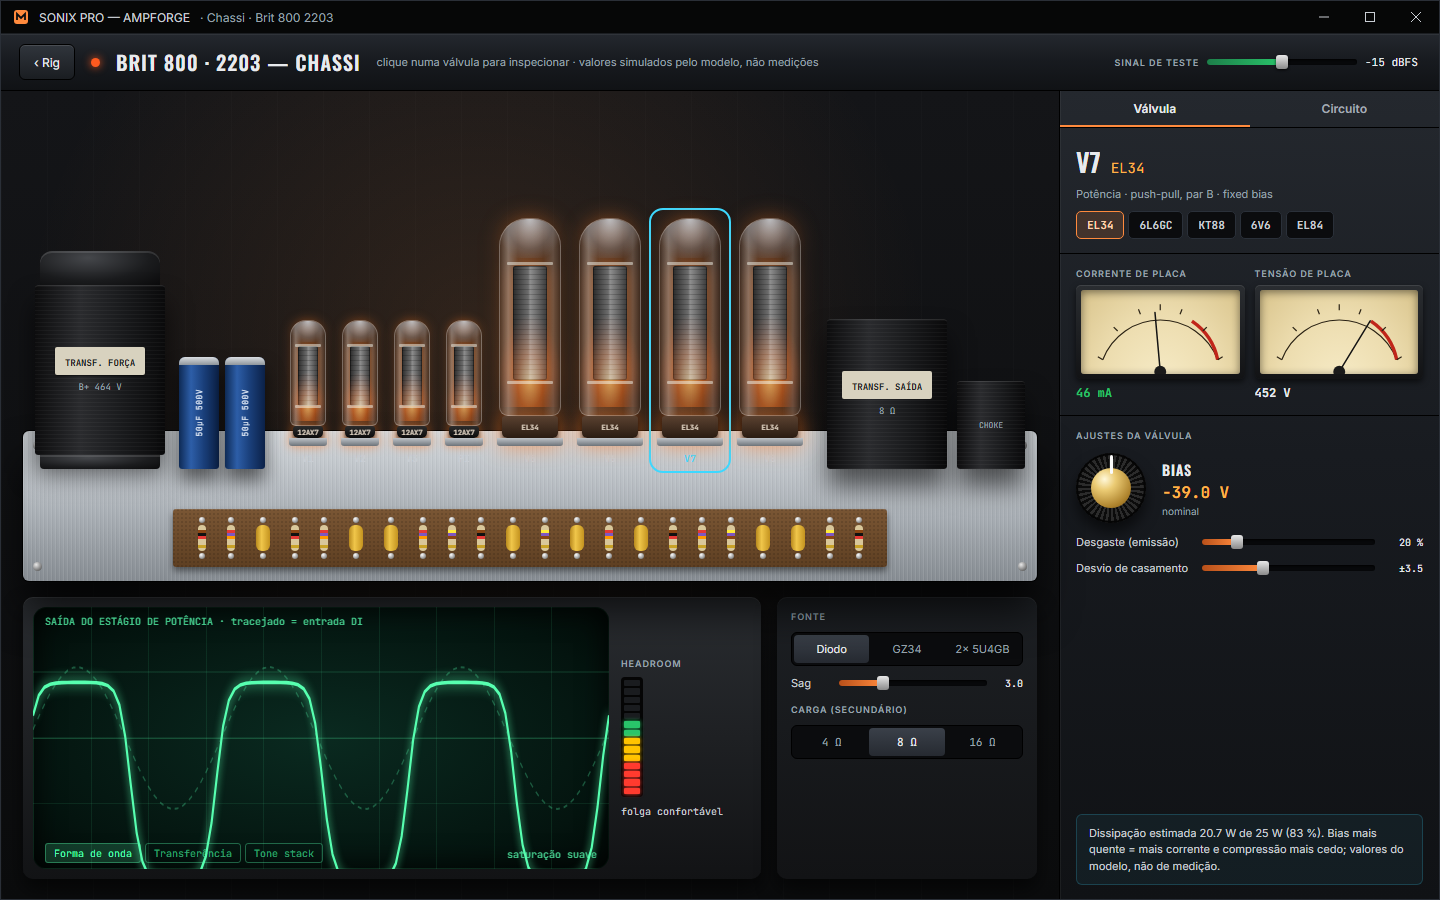 SONIX PRO — AMPFORGE · Chassi · Brit 800 2203
‹ Rig
BRIT 800 · 2203 — CHASSI
clique numa válvula para inspecionar · valores simulados pelo modelo, não medições
SINAL DE TESTE
-15 dBFS
Válvula
Circuito
V7 EL34
Potência · push-pull, par B · fixed bias
EL34 6L6GC KT88 6V6 EL84
CORRENTE DE PLACA
TENSÃO DE PLACA
46 mA
452 V
AJUSTES DA VÁLVULA
BIAS
-39.0 V
nominal
Desgaste (emissão) 20 %
Desvio de casamento ±3.5
Dissipação estimada 20.7 W de 25 W (83 %). Bias mais
quente = mais corrente e compressão mais cedo; valores do
modelo, não de medição.
TRANSF. FORÇA
B+ 464 V
50µF 500V
50µF 500V
12AX7
12AX7
12AX7
12AX7
EL34
EL34
EL34
EL34
V7
TRANSF. SAÍDA
8 Ω
CHOKE
SAÍDA DO ESTÁGIO DE POTÊNCIA · tracejado = entrada DI
Forma de onda
Transferência
Tone stack
saturação suave
HEADROOM
folga confortável
FONTE
Diodo GZ34 2× 5U4GB
Sag 3.0
CARGA (SECUNDÁRIO)
4 Ω 8 Ω 16 Ω